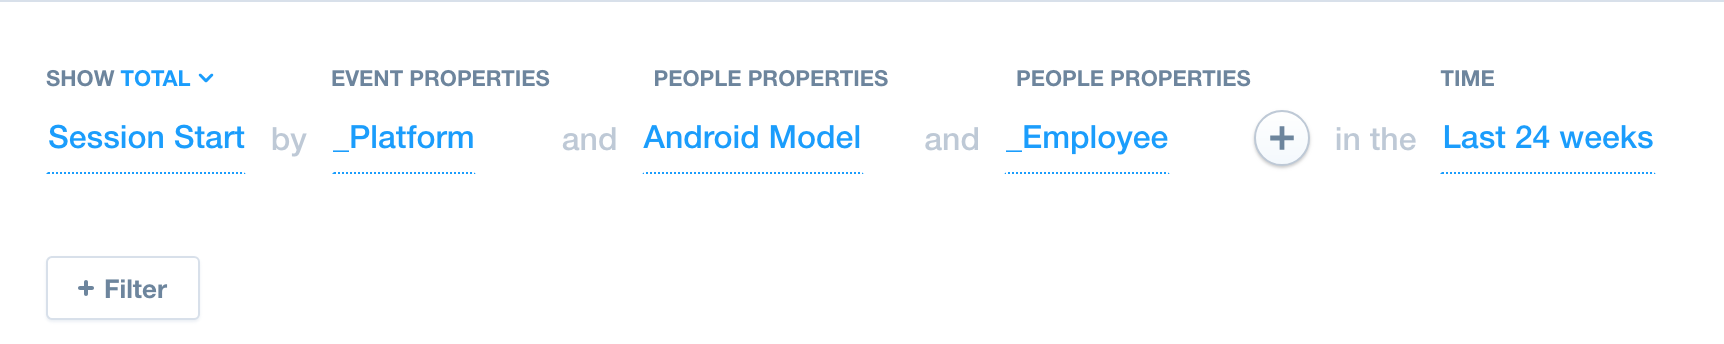 SHOW TOTAL EVENT PROPERTIES PEOPLE PROPERTIES PEOPLE PROPERTIES TIME
Session Start by _Platform and Android Model and _Employee + in the Last 24 weeks
+ Filter